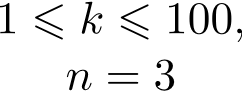 1 ⩽ k ⩽ 100,
n = 3